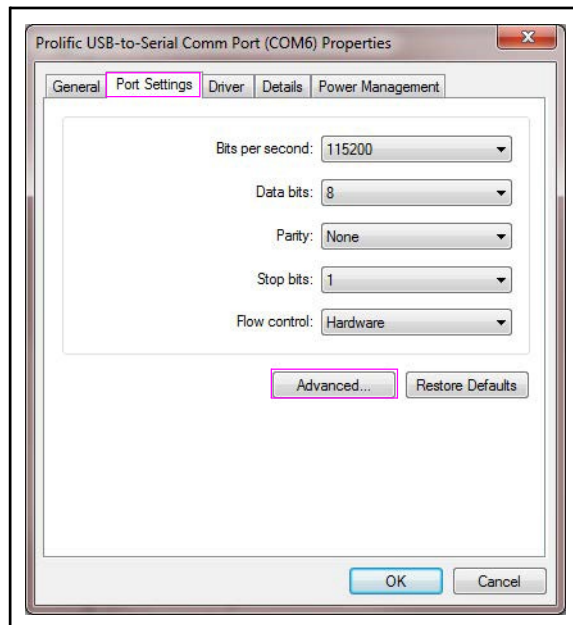 Prolific USB-to-Serial Comm Port (COM6) Properties
General Port Settings Driver Details Power Management
Bits per second: 115200
Data bits: 8
Parity: None
Stop bits: 1
Flow control: Hardware
Advanced... Restore Defaults
OK Cancel